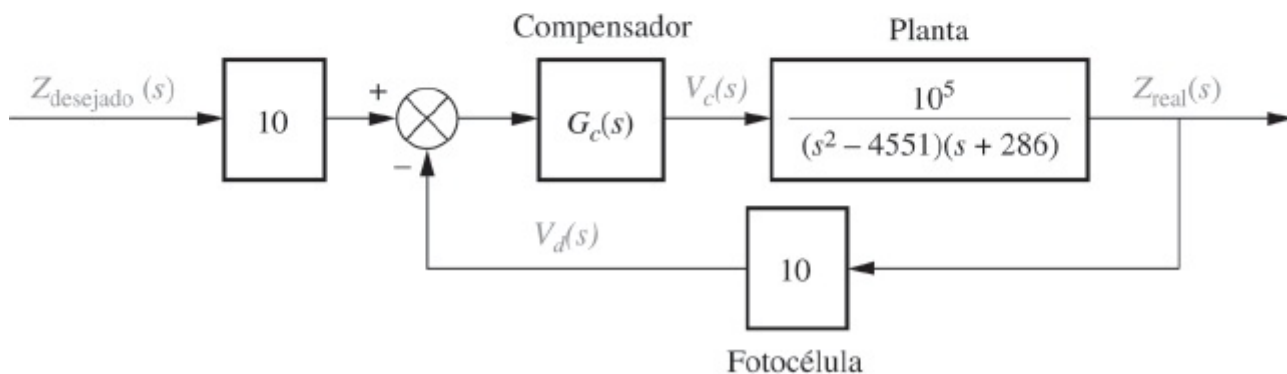 Compensador
Planta
Z_desejado (s)
10
+
−
G_c(s)
V_c(s)
10^5
(s^2 − 4551)(s + 286)
Z_real(s)
V_d(s)
10
Fotocélula